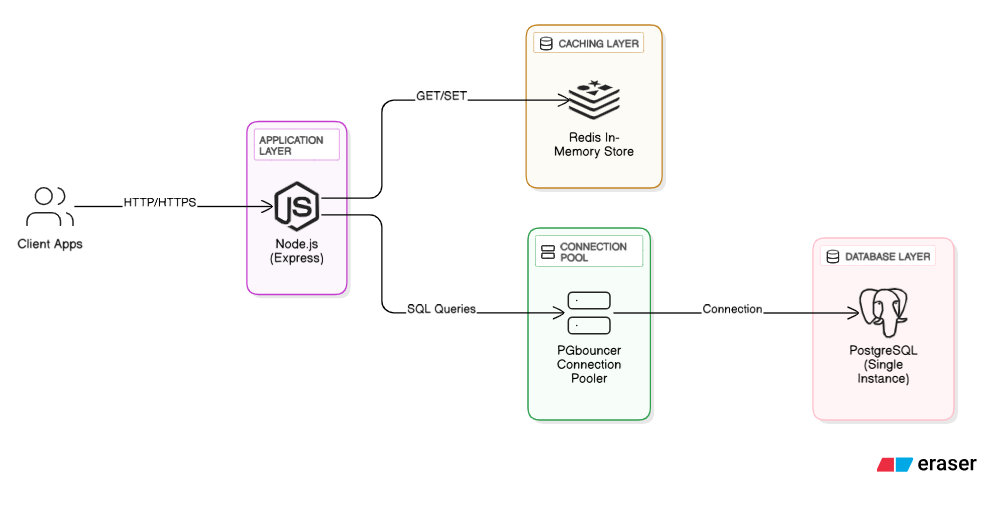 CACHING LAYER
GET/SET
Redis In-
Memory Store
APPLICATION
LAYER
HTTP/HTTPS
Client Apps
JS
Node.js
(Express)
CONNECTION
POOL
DATABASE LAYER
SQL Queries
Connection
PGbouncer
Connection
Pooler
PostgreSQL
(Single
Instance)
eraser